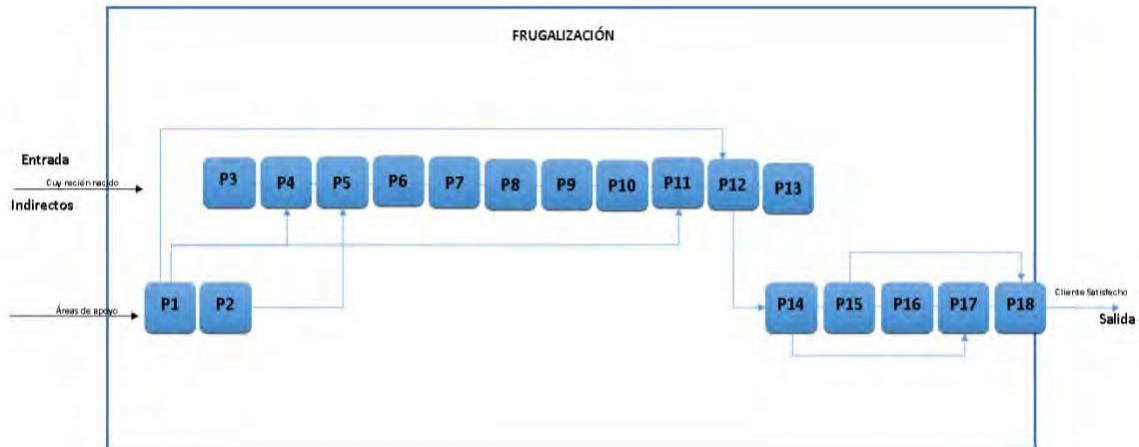 FRUGALIZACIÓN
Entrada
Cuy recién nacido
Indirectos
P3 P4 P5 P6 P7 P8 P9 P10 P11 P12 P13
Áreas de apoyo
P1 P2
P14 P15 P16 P17 P18
Cliente Satisfecho
Salida